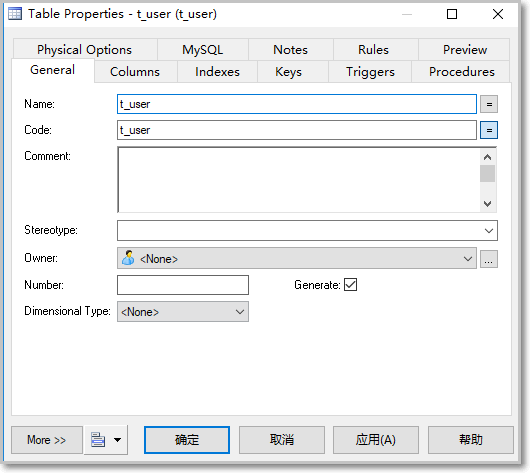 Table Properties - t_user (t_user)
Physical Options MySQL Notes Rules Preview
General Columns Indexes Keys Triggers Procedures
Name: t_user =
Code: t_user =
Comment:
Stereotype:
Owner: <None> ...
Number: Generate:
Dimensional Type: <None>
More >> 确定 取消 应用(A) 帮助